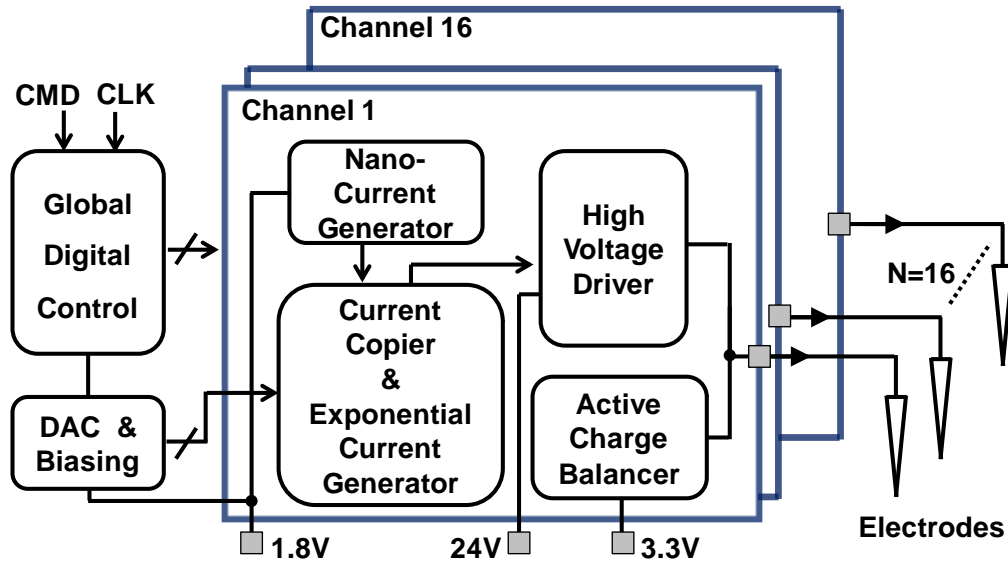 Channel 16
CMD CLK
Channel 1
Global
Digital
Control
Nano-
Current
Generator
High
Voltage
Driver
N=16
Current
Copier
&
Exponential
Current
Generator
DAC &
Biasing
Active
Charge
Balancer
Electrodes
1.8V
24V
3.3V